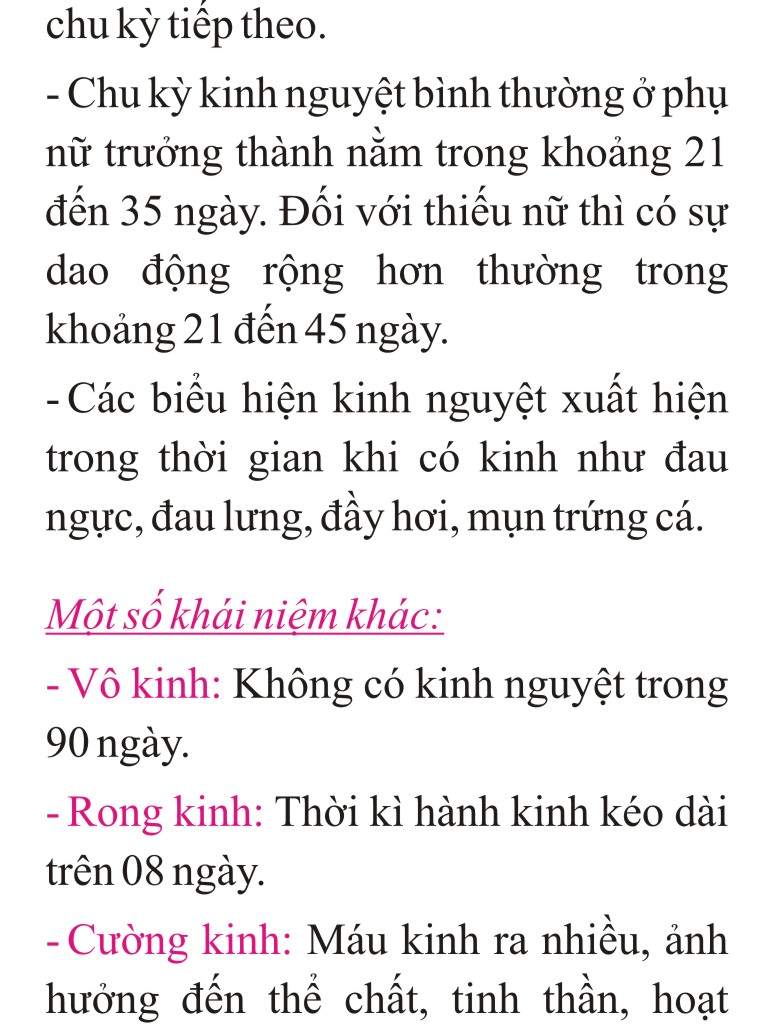 chu kỳ tiếp theo.
- Chu kỳ kinh nguyệt bình thường ở phụ
nữ trưởng thành nằm trong khoảng 21
đến 35 ngày. Đối với thiếu nữ thì có sự
dao động rộng hơn thường trong
khoảng 21 đến 45 ngày.
- Các biểu hiện kinh nguyệt xuất hiện
trong thời gian khi có kinh như đau
ngực, đau lưng, đầy hơi, mụn trứng cá.
Một số khái niệm khác:
- Vô kinh: Không có kinh nguyệt trong
90 ngày.
- Rong kinh: Thời kì hành kinh kéo dài
trên 08 ngày.
- Cường kinh: Máu kinh ra nhiều, ảnh
hưởng đến thể chất, tinh thần, hoạt